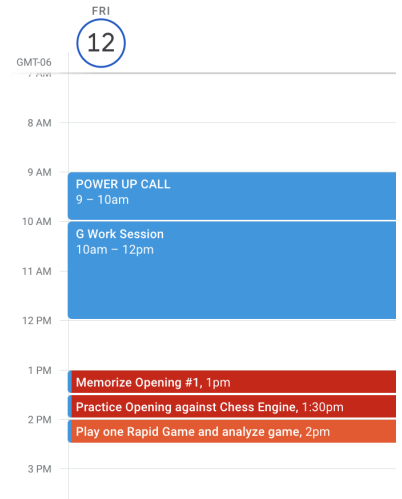 FRI
12
GMT-06
7 AM
8 AM
9 AM
POWER UP CALL
9 – 10am
10 AM
G Work Session
10am – 12pm
11 AM
12 PM
1 PM
Memorize Opening #1, 1pm
Practice Opening against Chess Engine, 1:30pm
2 PM
Play one Rapid Game and analyze game, 2pm
3 PM